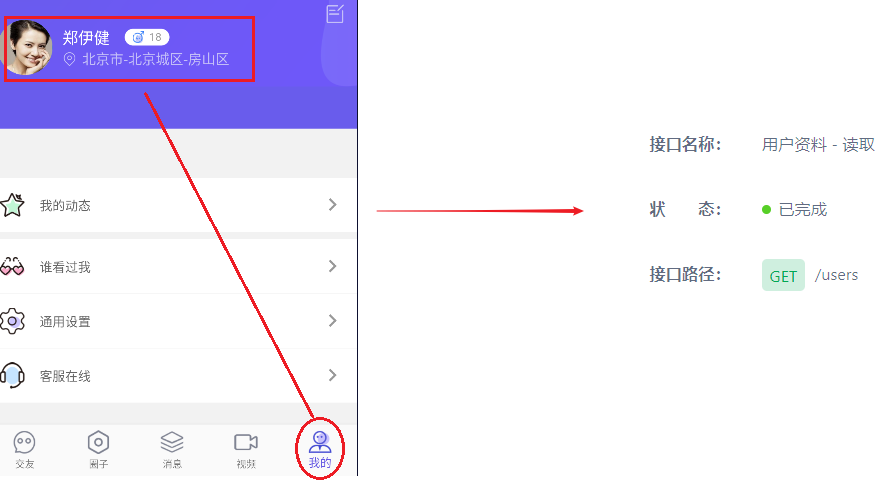 郑伊健 18
北京市-北京城区-房山区
我的动态
谁看过我
通用设置
客服在线
交友 圈子 消息 视频 我的
接口名称： 用户资料 - 读取
状 态： 已完成
接口路径： GET /users